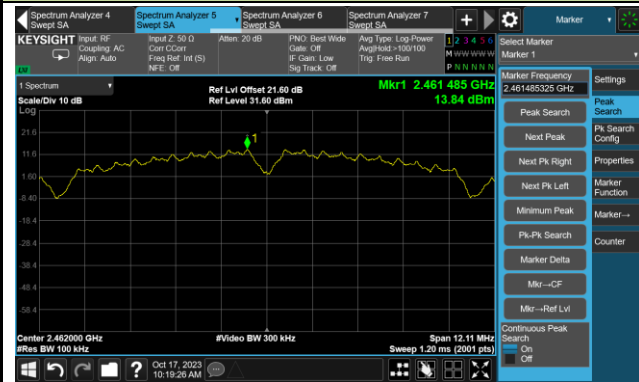 Spectrum Analyzer 4
Swept SA
Spectrum Analyzer 5
Swept SA
Spectrum Analyzer 6
Swept SA
Spectrum Analyzer 7
Swept SA
+
Marker
KEYSIGHT
Input: RF
Coupling: AC
Align: Auto
Input Z: 50 Ω
Corr CCorr
Freq Ref: Int (S)
NFE: Off
Atten: 20 dB
PNO: Best Wide
Gate: Off
IF Gain: Low
Sig Track: Off
Avg Type: Log-Power
Avg|Hold:>100/100
Trig: Free Run
1 2 3 4 5 6
M W W W W W
P N N N N N
Select Marker
Marker 1
1 Spectrum
Scale/Div 10 dB
Log
Ref Lvl Offset 21.60 dB
Ref Level 31.60 dBm
Mkr1 2.461 485 GHz
13.84 dBm
21.6
11.6
1.60
-8.40
-18.4
-28.4
-38.4
-48.4
-58.4
1
Center 2.462000 GHz
#Res BW 100 kHz
#Video BW 300 kHz
Span 12.11 MHz
Sweep 1.20 ms (2001 pts)
Marker Frequency
2.461485325 GHz
Peak Search
Next Peak
Next Pk Right
Next Pk Left
Minimum Peak
Pk-Pk Search
Marker Delta
Mkr→CF
Mkr→Ref Lvl
Continuous Peak
Search
On
Off
Settings
Peak
Search
Pk Search
Config
Properties
Marker
Function
Marker→
Counter
?
Oct 17, 2023
10:19:26 AM